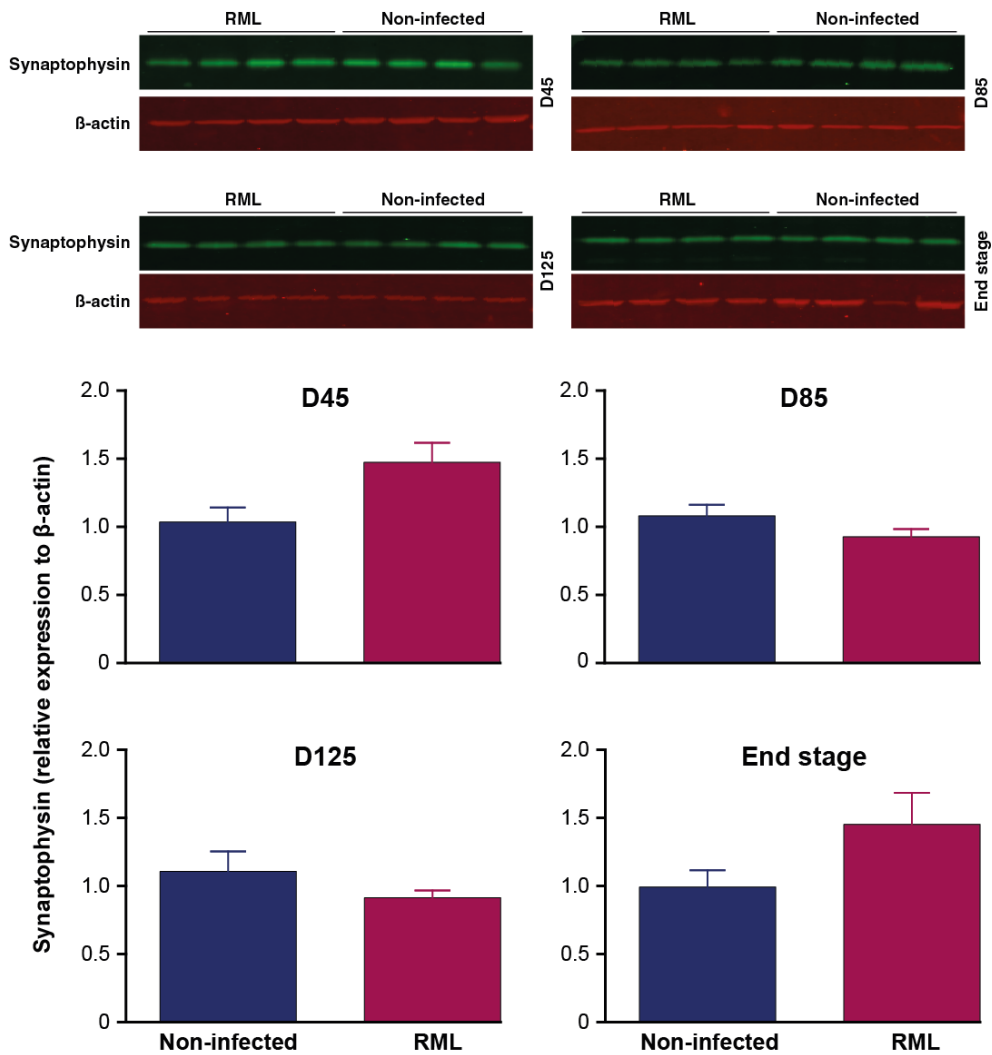 RML Non-infected RML Non-infected
Synaptophysin
D45
D85
ß-actin
RML Non-infected RML Non-infected
Synaptophysin
D125
End stage
ß-actin
Synaptophysin (relative expression to β-actin)
D45
2.0
1.5
1.0
0.5
0
D85
2.0
1.5
1.0
0.5
0
D125
2.0
1.5
1.0
0.5
0
Non-infected RML
End stage
2.0
1.5
1.0
0.5
0
Non-infected RML